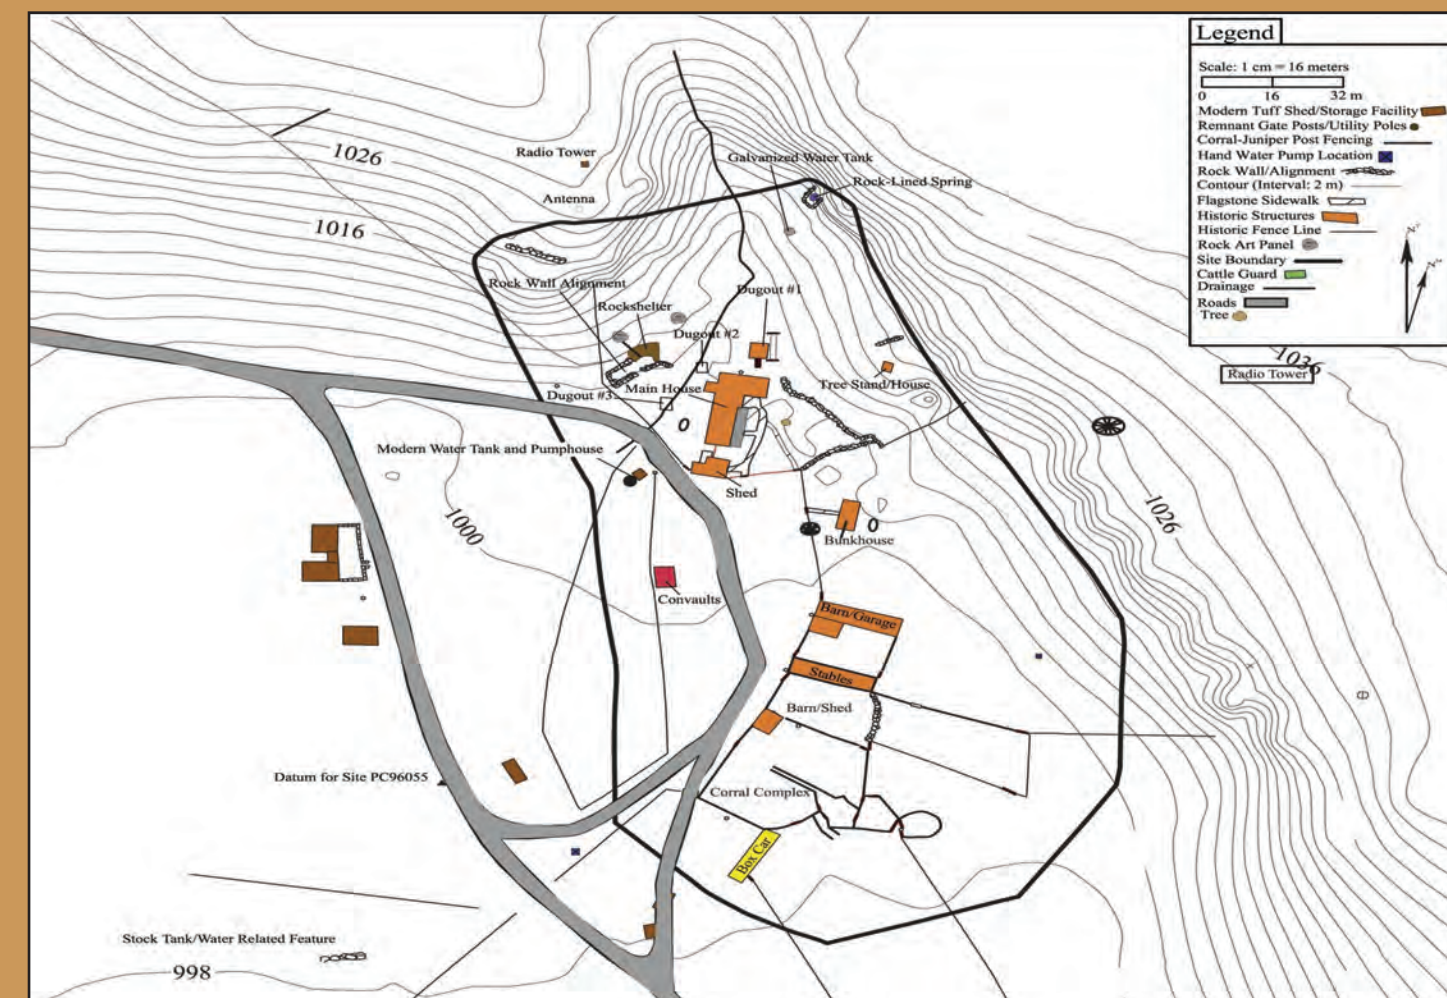 Legend
Scale: 1 cm = 16 meters
0 16 32 m
Modern Tuff Shed/Storage Facility
Remnant Gate Posts/Utility Poles
Corral-Juniper Post Fencing
Hand Water Pump Location
Rock Wall/Alignment
Contour (Interval: 2 m)
Flagstone Sidewalk
Historic Structures
Historic Fence Line
Rock Art Panel
Site Boundary
Cattle Guard
Drainage
Roads
Tree
1026
Radio Tower
Galvanized Water Tank
Rock-Lined Spring
Antenna
1016
Rock Wall Alignment
Dugout #1
Rockshelter
Dugout #2
1036
Radio Tower
Main House
Tree Stand/House
Dugout #3
0
Modern Water Tank and Pumphouse
Shed
1026
1000
0
Bunkhouse
Convaults
Barn/Garage
Stables
Barn/Shed
Datum for Site PC96055
Corral Complex
Box Car
Stock Tank/Water Related Feature
998